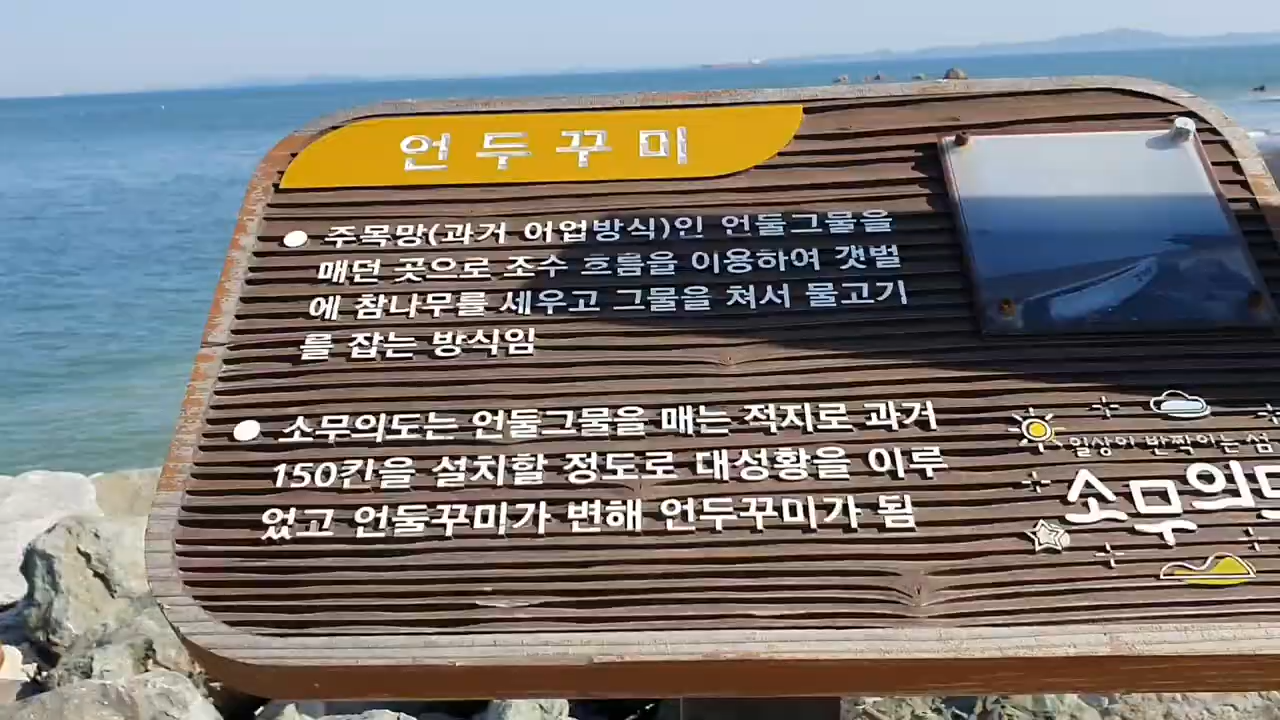 언두꾸미
● 주목망(과거 어업방식)인 언둘그물을
매던 곳으로 조수 흐름을 이용하여 갯벌
에 참나무를 세우고 그물을 쳐서 물고기
를 잡는 방식임
● 소무의도는 언둘그물을 매는 적지로 과거
150칸을 설치할 정도로 대성황을 이루
었고 언둘꾸미가 변해 언두꾸미가 됨
일상이 반짝이는 섬
소무의도